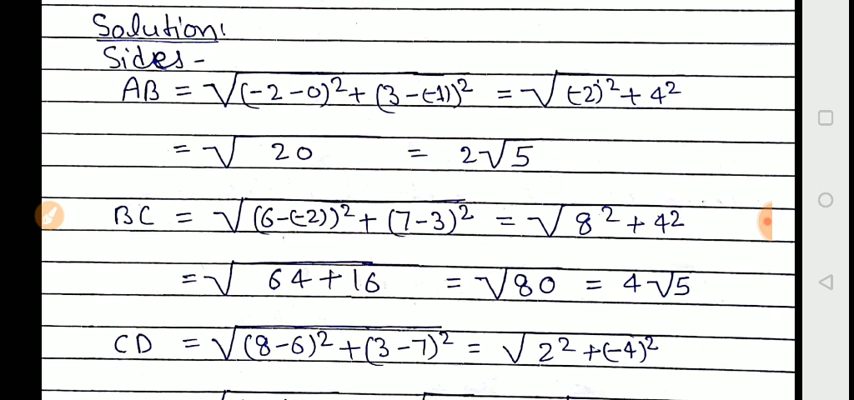 Solution:
Sides -
AB = √(-2-0)² + (3-(-1))² = √(-2)² + 4²
= √20 = 2√5
BC = √(6-(-2))² + (7-3)² = √8² + 4²
= √64+16 = √80 = 4√5
CD = √(8-6)² + (3-7)² = √2² + (-4)²